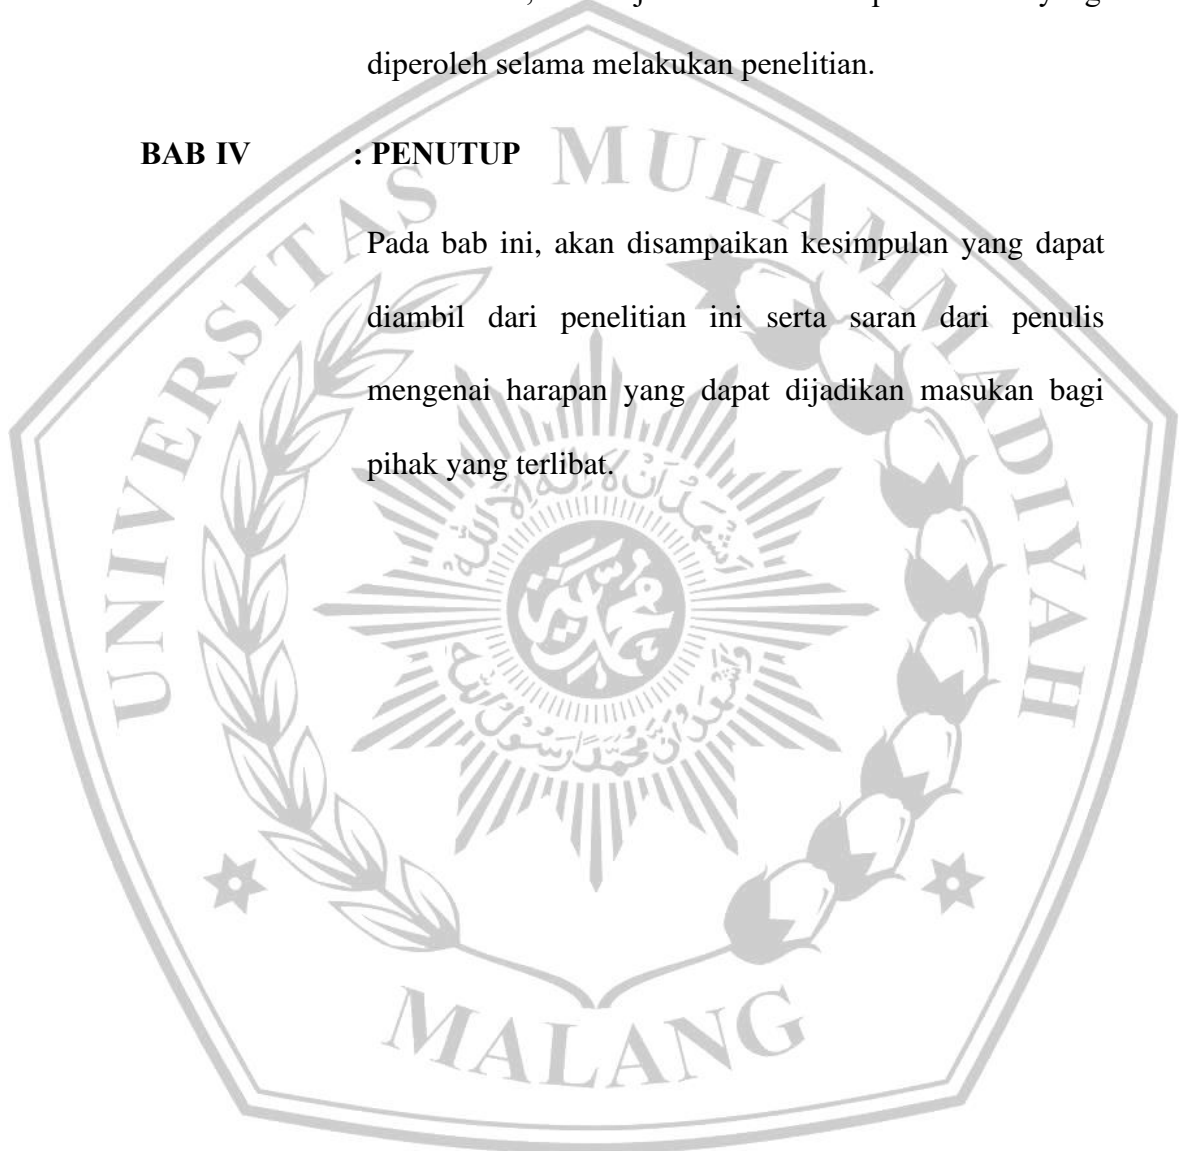 diperoleh selama melakukan penelitian.
BAB IV : PENUTUP
Pada bab ini, akan disampaikan kesimpulan yang dapat
diambil dari penelitian ini serta saran dari penulis
mengenai harapan yang dapat dijadikan masukan bagi
pihak yang terlibat.
UNIVERSITAS MUHAMMADIYAH
MALANG